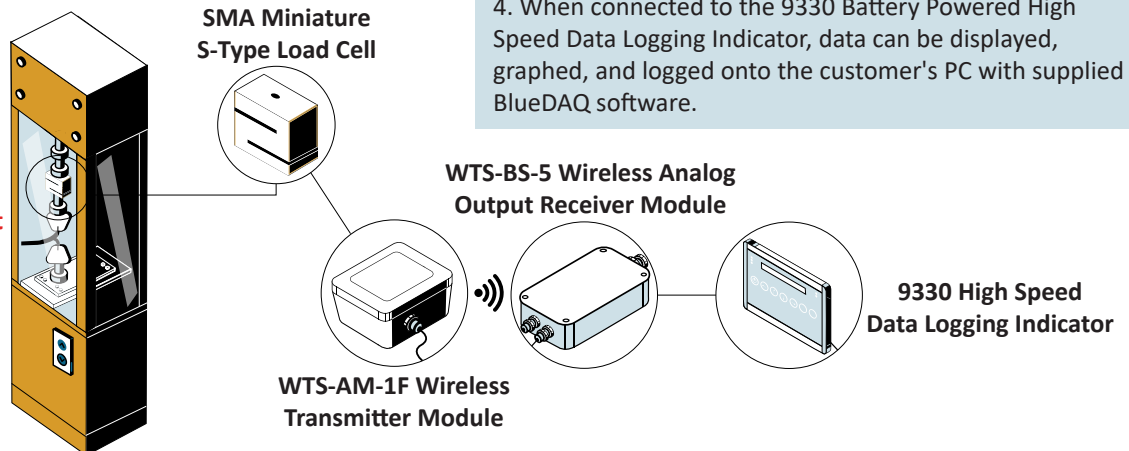 SMA Miniature
S-Type Load Cell
4. When connected to the 9330 Battery Powered High
Speed Data Logging Indicator, data can be displayed,
graphed, and logged onto the customer's PC with supplied
BlueDAQ software.
WTS-BS-5 Wireless Analog
Output Receiver Module
9330 High Speed
Data Logging Indicator
WTS-AM-1F Wireless
Transmitter Module